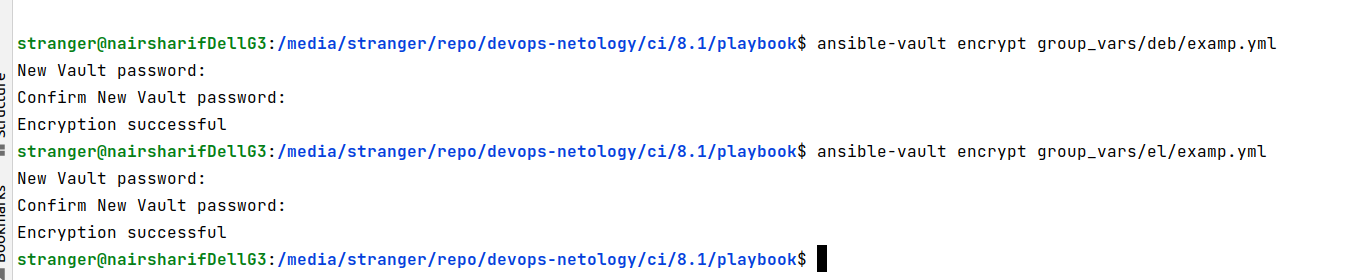 stranger@nairsharifDellG3:/media/stranger/repo/devops-netology/ci/8.1/playbook$ ansible-vault encrypt group_vars/deb/examp.yml
New Vault password:
Confirm New Vault password:
Encryption successful
stranger@nairsharifDellG3:/media/stranger/repo/devops-netology/ci/8.1/playbook$ ansible-vault encrypt group_vars/el/examp.yml
New Vault password:
Confirm New Vault password:
Encryption successful
stranger@nairsharifDellG3:/media/stranger/repo/devops-netology/ci/8.1/playbook$
Structure
Bookmarks